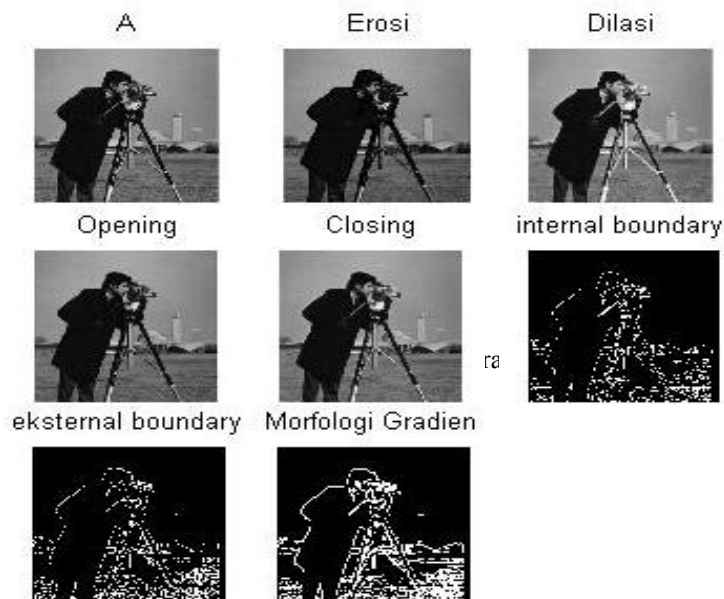 A Erosi Dilasi
Opening Closing internal boundary
ra
eksternal boundary Morfologi Gradien